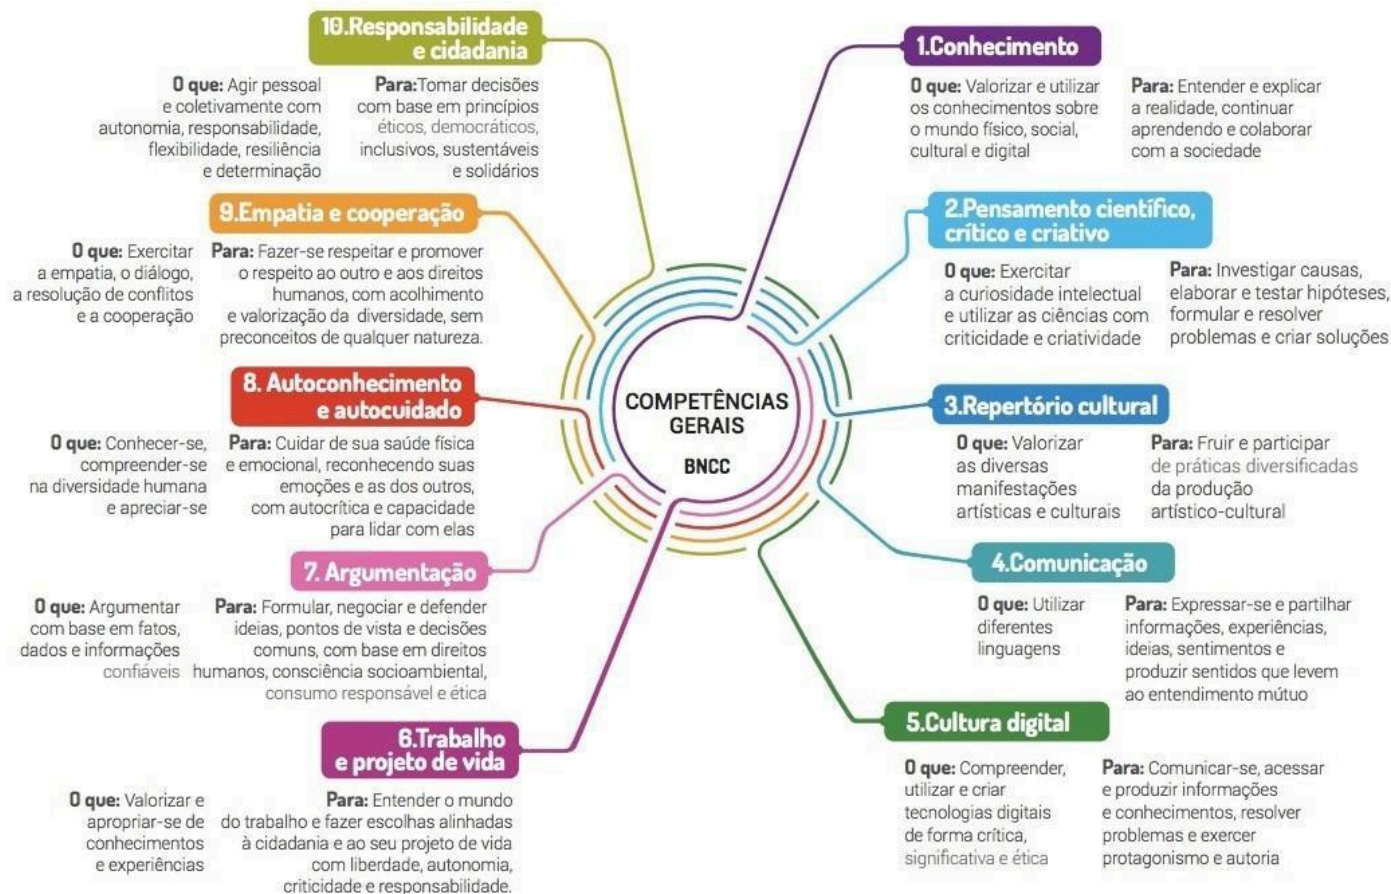 COMPETÊNCIAS
GERAIS
BNCC
1.Conhecimento
O que: Valorizar e utilizar
os conhecimentos sobre
o mundo físico, social,
cultural e digital
Para: Entender e explicar
a realidade, continuar
aprendendo e colaborar
com a sociedade
2.Pensamento científico,
crítico e criativo
O que: Exercitar
a curiosidade intelectual
e utilizar as ciências com
criticidade e criatividade
Para: Investigar causas,
elaborar e testar hipóteses,
formular e resolver
problemas e criar soluções
3.Repertório cultural
O que: Valorizar
as diversas
manifestações
artísticas e culturais
Para: Fruir e participar
de práticas diversificadas
da produção
artístico-cultural
4.Comunicação
O que: Utilizar
diferentes
linguagens
Para: Expressar-se e partilhar
informações, experiências,
ideias, sentimentos e
produzir sentidos que levem
ao entendimento mútuo
5.Cultura digital
O que: Compreender,
utilizar e criar
tecnologias digitais
de forma crítica,
significativa e ética
Para: Comunicar-se, acessar
e produzir informações
e conhecimentos, resolver
problemas e exercer
protagonismo e autoria
6.Trabalho
e projeto de vida
O que: Valorizar e
apropriar-se de
conhecimentos
e experiências
Para: Entender o mundo
do trabalho e fazer escolhas alinhadas
à cidadania e ao seu projeto de vida
com liberdade, autonomia,
criticidade e responsabilidade.
7. Argumentação
O que: Argumentar
com base em fatos,
dados e informações
confiáveis
Para: Formular, negociar e defender
ideias, pontos de vista e decisões
comuns, com base em direitos
humanos, consciência socioambiental,
consumo responsável e ética
8. Autoconhecimento
e autocuidado
O que: Conhecer-se,
compreender-se
na diversidade humana
e apreciar-se
Para: Cuidar de sua saúde física
e emocional, reconhecendo suas
emoções e as dos outros,
com autocrítica e capacidade
para lidar com elas
9.Empatia e cooperação
O que: Exercitar
a empatia, o diálogo,
a resolução de conflitos
e a cooperação
Para: Fazer-se respeitar e promover
o respeito ao outro e aos direitos
humanos, com acolhimento
e valorização da diversidade, sem
preconceitos de qualquer natureza.
10.Responsabilidade
e cidadania
O que: Agir pessoal
e coletivamente com
autonomia, responsabilidade,
flexibilidade, resiliência
e determinação
Para:Tomar decisões
com base em princípios
éticos, democráticos,
inclusivos, sustentáveis
e solidários